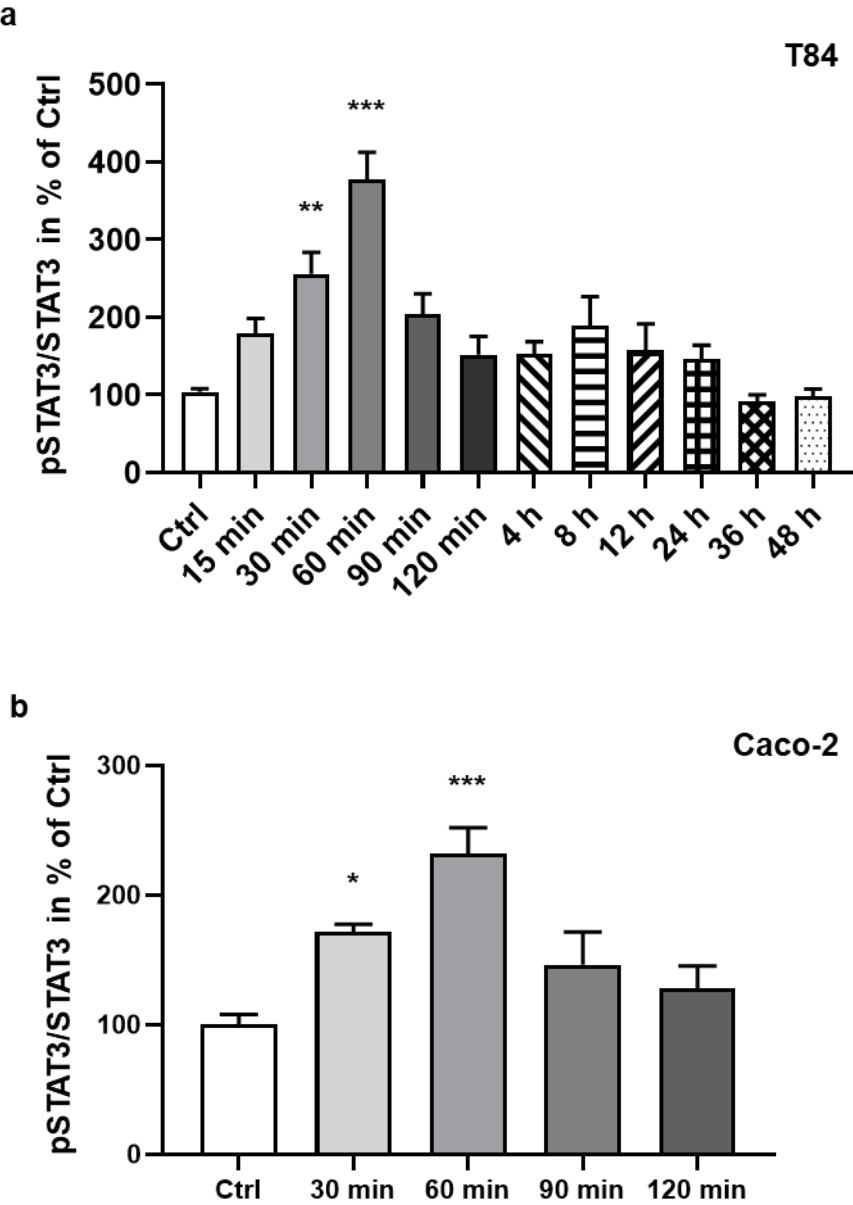 a
T84
pSTAT3/STAT3 in % of Ctrl
500
400
300
200
100
0
***
**
Ctrl
15 min
30 min
60 min
90 min
120 min
4 h
8 h
12 h
24 h
36 h
48 h
b
Caco-2
pSTAT3/STAT3 in % of Ctrl
300
200
100
0
***
*
Ctrl 30 min 60 min 90 min 120 min